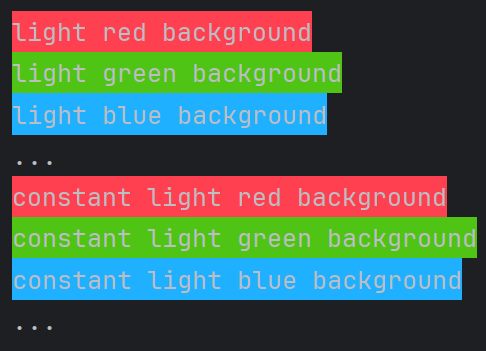 light red background
light green background
light blue background
...
constant light red background
constant light green background
constant light blue background
...